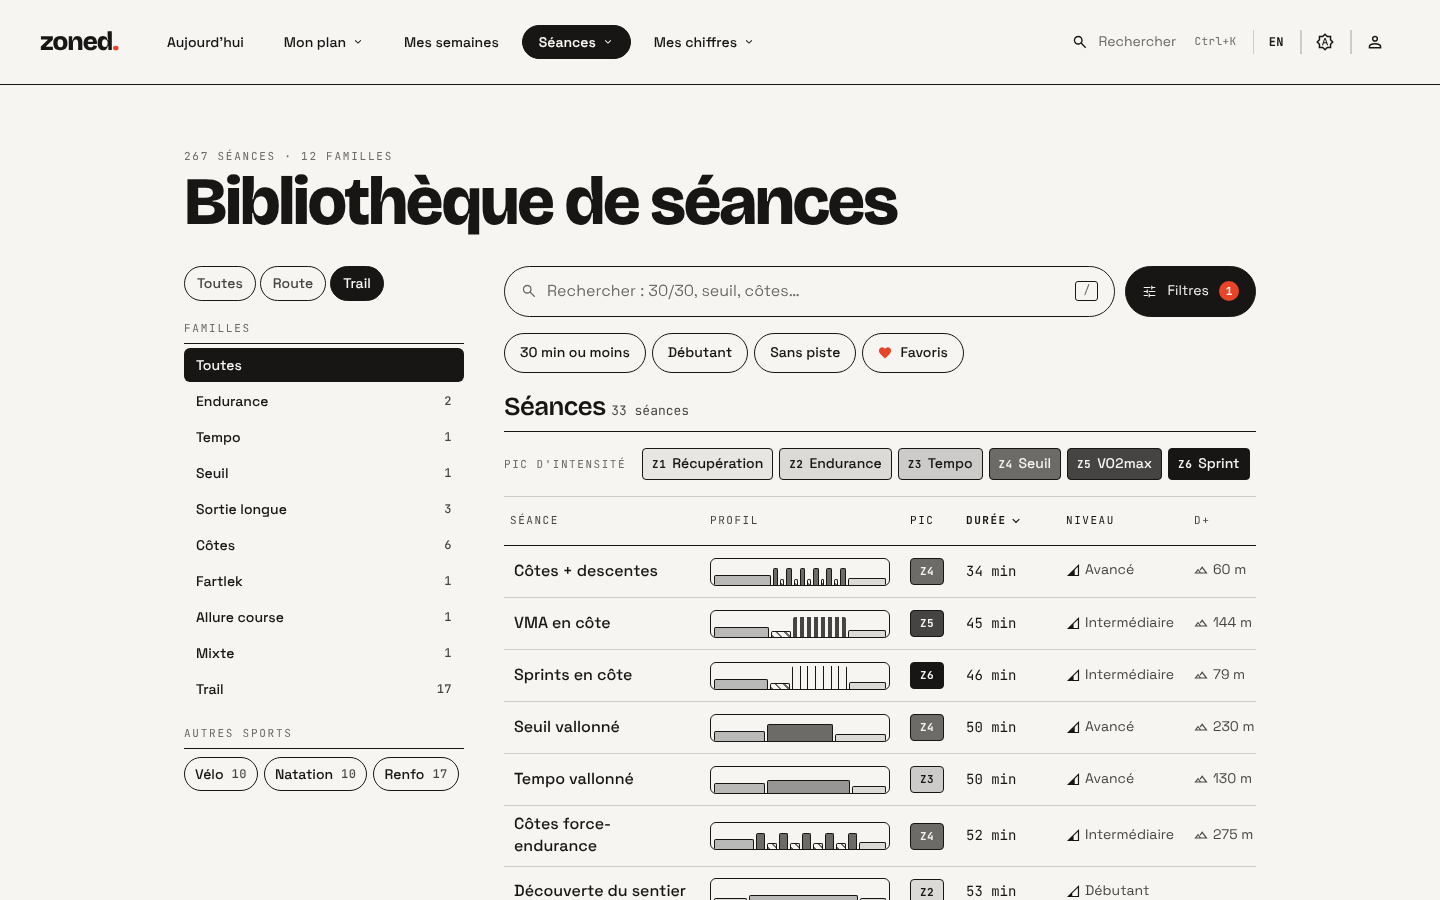 zoned.
Aujourd'hui
Mon plan
Mes semaines
Séances
Mes chiffres
Rechercher Ctrl+K
EN
A
267 SÉANCES · 12 FAMILLES
Bibliothèque de séances
Toutes
Route
Trail
FAMILLES
Toutes
Endurance 2
Tempo 1
Seuil 1
Sortie longue 3
Côtes 6
Fartlek 1
Allure course 1
Mixte 1
Trail 17
AUTRES SPORTS
Vélo 10
Natation 10
Renfo 17
Rechercher : 30/30, seuil, côtes... /
Filtres 1
30 min ou moins
Débutant
Sans piste
Favoris
Séances 33 séances
PIC D'INTENSITÉ
Z1 Récupération
Z2 Endurance
Z3 Tempo
Z4 Seuil
Z5 VO2max
Z6 Sprint
SÉANCE PROFIL PIC DURÉE NIVEAU D+
Côtes + descentes Z4 34 min Avancé 60 m
VMA en côte Z5 45 min Intermédiaire 144 m
Sprints en côte Z6 46 min Intermédiaire 79 m
Seuil vallonné Z4 50 min Avancé 230 m
Tempo vallonné Z3 50 min Avancé 130 m
Côtes force-
endurance Z4 52 min Intermédiaire 275 m
Découverte du sentier Z2 53 min Débutant